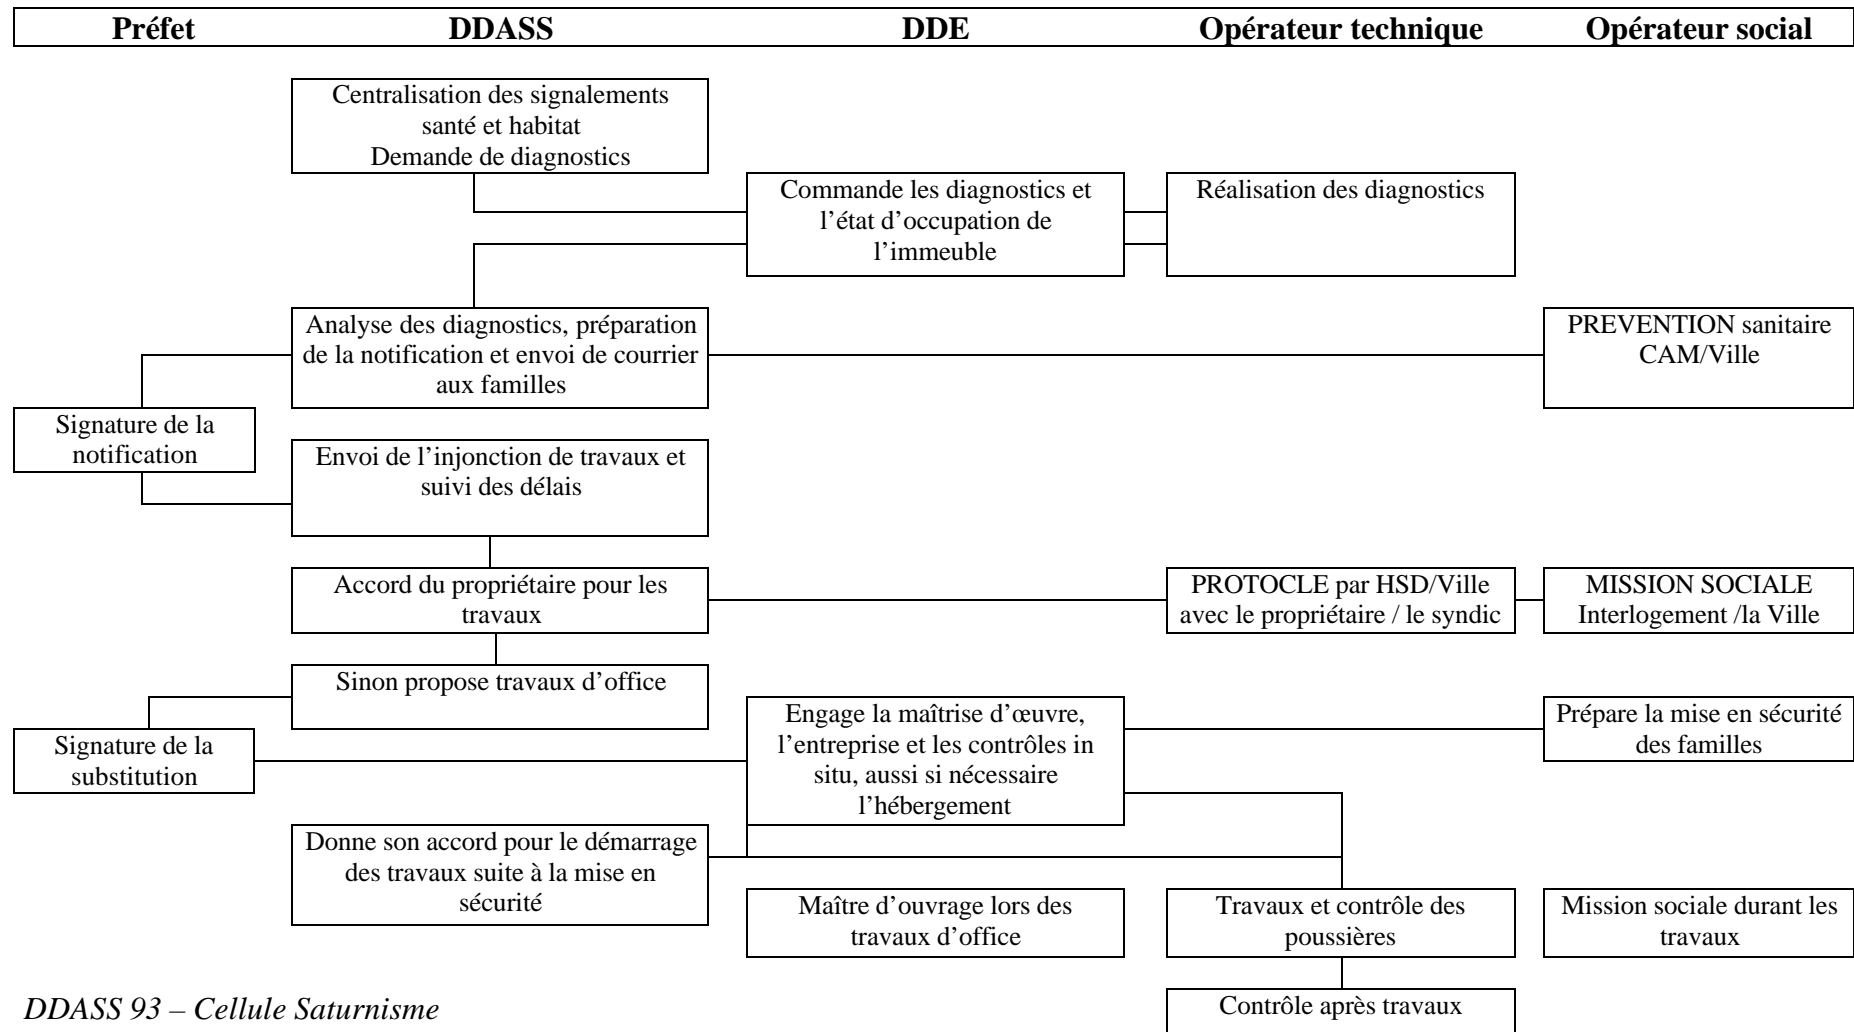 Préfet DDASS DDE Opérateur technique Opérateur social
Centralisation des signalements
santé et habitat
Demande de diagnostics
Commande les diagnostics et
l’état d’occupation de
l’immeuble
Réalisation des diagnostics
Analyse des diagnostics, préparation
de la notification et envoi de courrier
aux familles
PREVENTION sanitaire
CAM/Ville
Signature de la
notification
Envoi de l’injonction de travaux et
suivi des délais
Accord du propriétaire pour les
travaux
PROTOCLE par HSD/Ville
avec le propriétaire / le syndic
MISSION SOCIALE
Interlogement /la Ville
Sinon propose travaux d’office
Signature de la
substitution
Engage la maîtrise d’œuvre,
l’entreprise et les contrôles in
situ, aussi si nécessaire
l’hébergement
Prépare la mise en sécurité
des familles
Donne son accord pour le démarrage
des travaux suite à la mise en
sécurité
Maître d’ouvrage lors des
travaux d’office
Travaux et contrôle des
poussières
Mission sociale durant les
travaux
Contrôle après travaux
DDASS 93 – Cellule Saturnisme